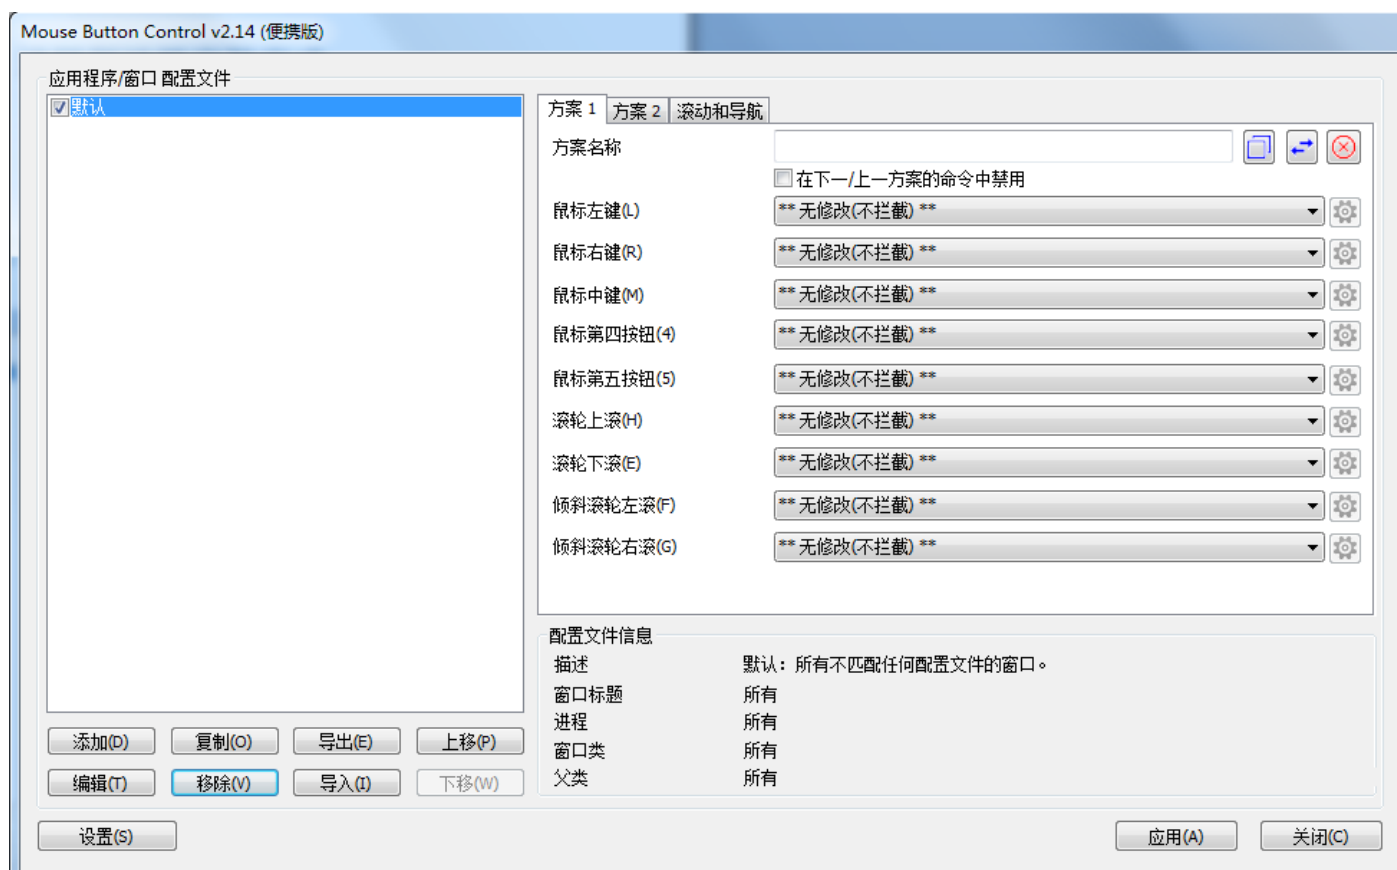 Mouse Button Control v2.14 (便携版)
应用程序/窗口 配置文件
默认
方案 1 方案 2 滚动和导航
方案名称
在下一/上一方案的命令中禁用
鼠标左键(L) ** 无修改(不拦截) **
鼠标右键(R) ** 无修改(不拦截) **
鼠标中键(M) ** 无修改(不拦截) **
鼠标第四按钮(4) ** 无修改(不拦截) **
鼠标第五按钮(5) ** 无修改(不拦截) **
滚轮上滚(H) ** 无修改(不拦截) **
滚轮下滚(E) ** 无修改(不拦截) **
倾斜滚轮左滚(F) ** 无修改(不拦截) **
倾斜滚轮右滚(G) ** 无修改(不拦截) **
配置文件信息
描述 默认：所有不匹配任何配置文件的窗口。
窗口标题 所有
进程 所有
窗口类 所有
父类 所有
添加(D) 复制(O) 导出(E) 上移(P)
编辑(T) 移除(V) 导入(I) 下移(W)
设置(S) 应用(A) 关闭(C)